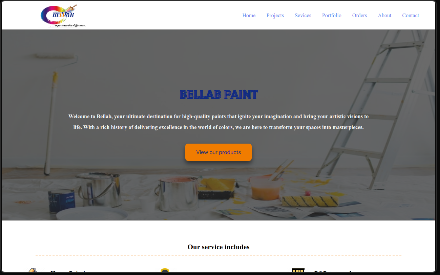 Home Projects Services Portfolio Orders About Contact
BELLAB PAINT
Welcome to Bellab, your ultimate destination for high-quality paints that ignite your imagination and bring your artistic visions to
life. With a rich history of delivering excellence in the world of colors, we are here to transform your spaces into masterpieces.
View our products
Our service includes